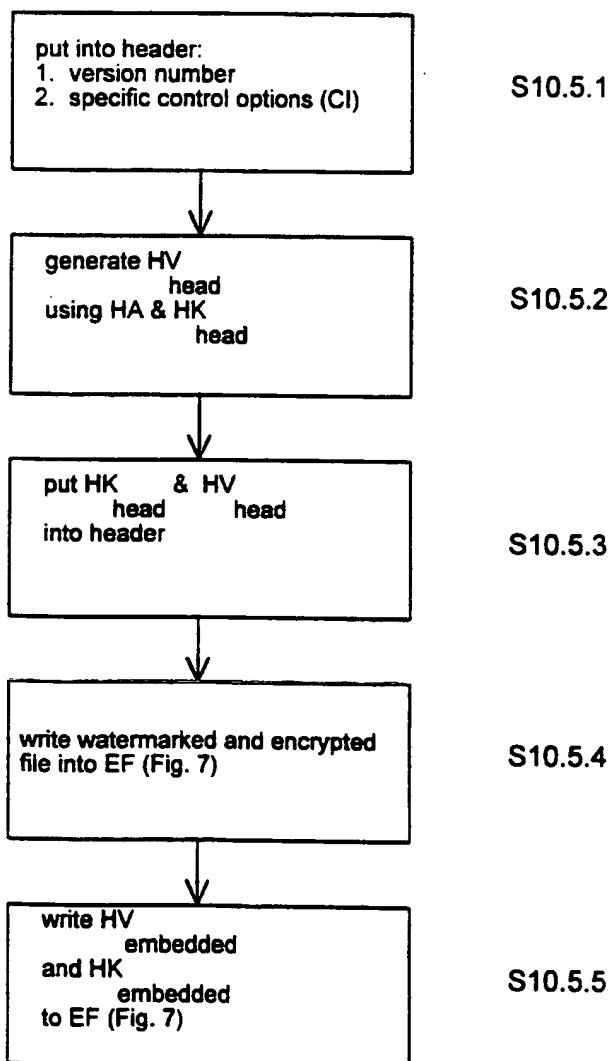 put into header:
1. version number
2. specific control options (CI)
S10.5.1
generate HV
head
using HA & HK
head
S10.5.2
put HK & HV
head head
into header
S10.5.3
write watermarked and encrypted
file into EF (Fig. 7)
S10.5.4
write HV
embedded
and HK
embedded
to EF (Fig. 7)
S10.5.5